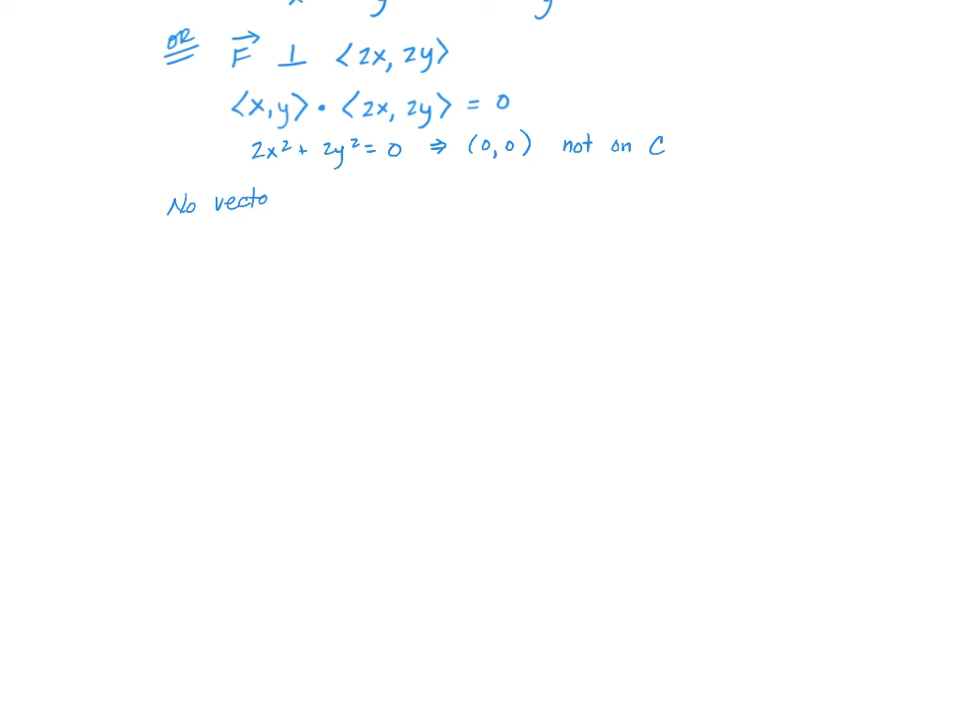 OR F ⊥ ⟨2x, 2y⟩
⟨x,y⟩ • ⟨2x, 2y⟩ = 0
2x² + 2y² = 0 ⇒ (0,0) not on C
No vecto